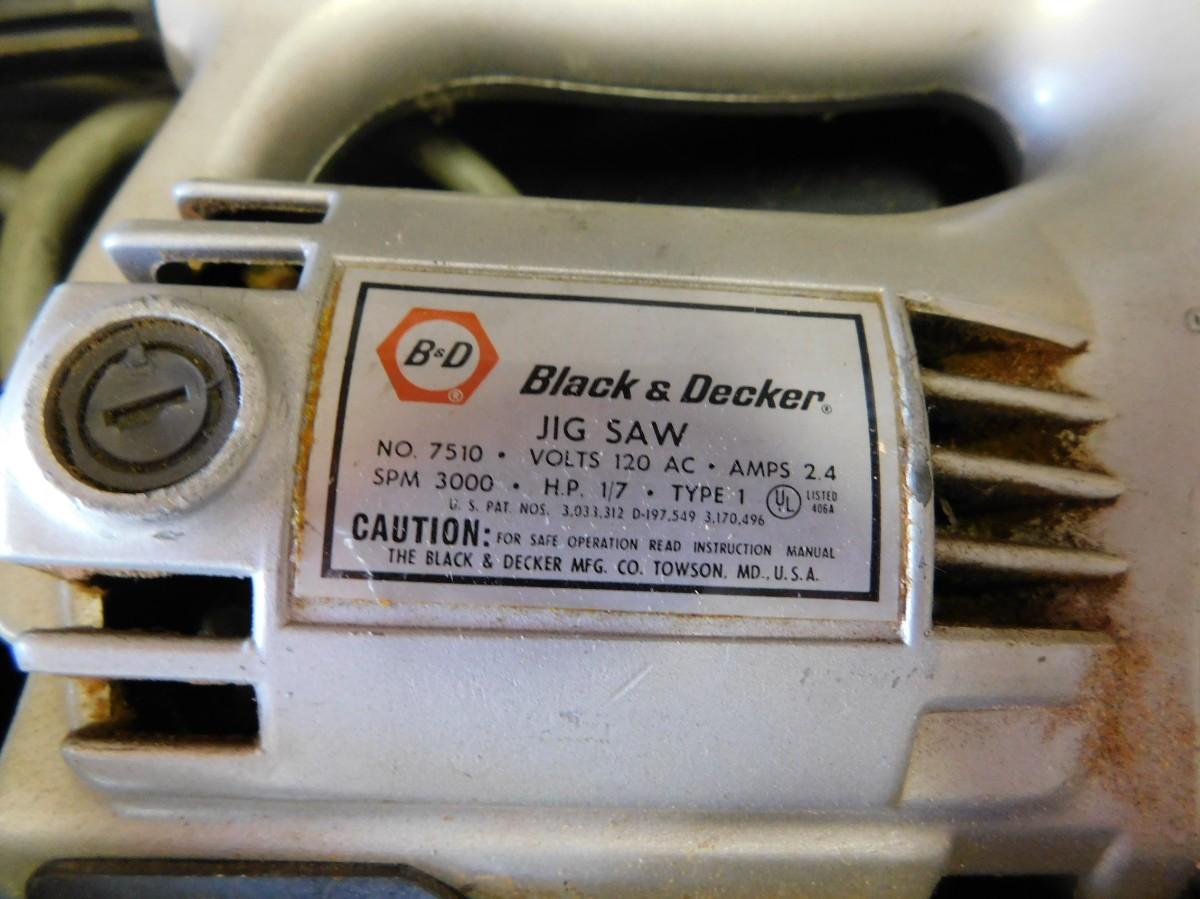 B&D ®
Black & Decker®
JIG SAW
NO. 7510 • VOLTS 120 AC • AMPS 2.4
SPM 3000 • H.P. 1/7 • TYPE 1 UL LISTED 406A
U. S. PAT. NOS. 3,033,312 D-197,549 3,170,496
CAUTION: FOR SAFE OPERATION READ INSTRUCTION MANUAL
THE BLACK & DECKER MFG. CO. TOWSON, MD., U.S.A.